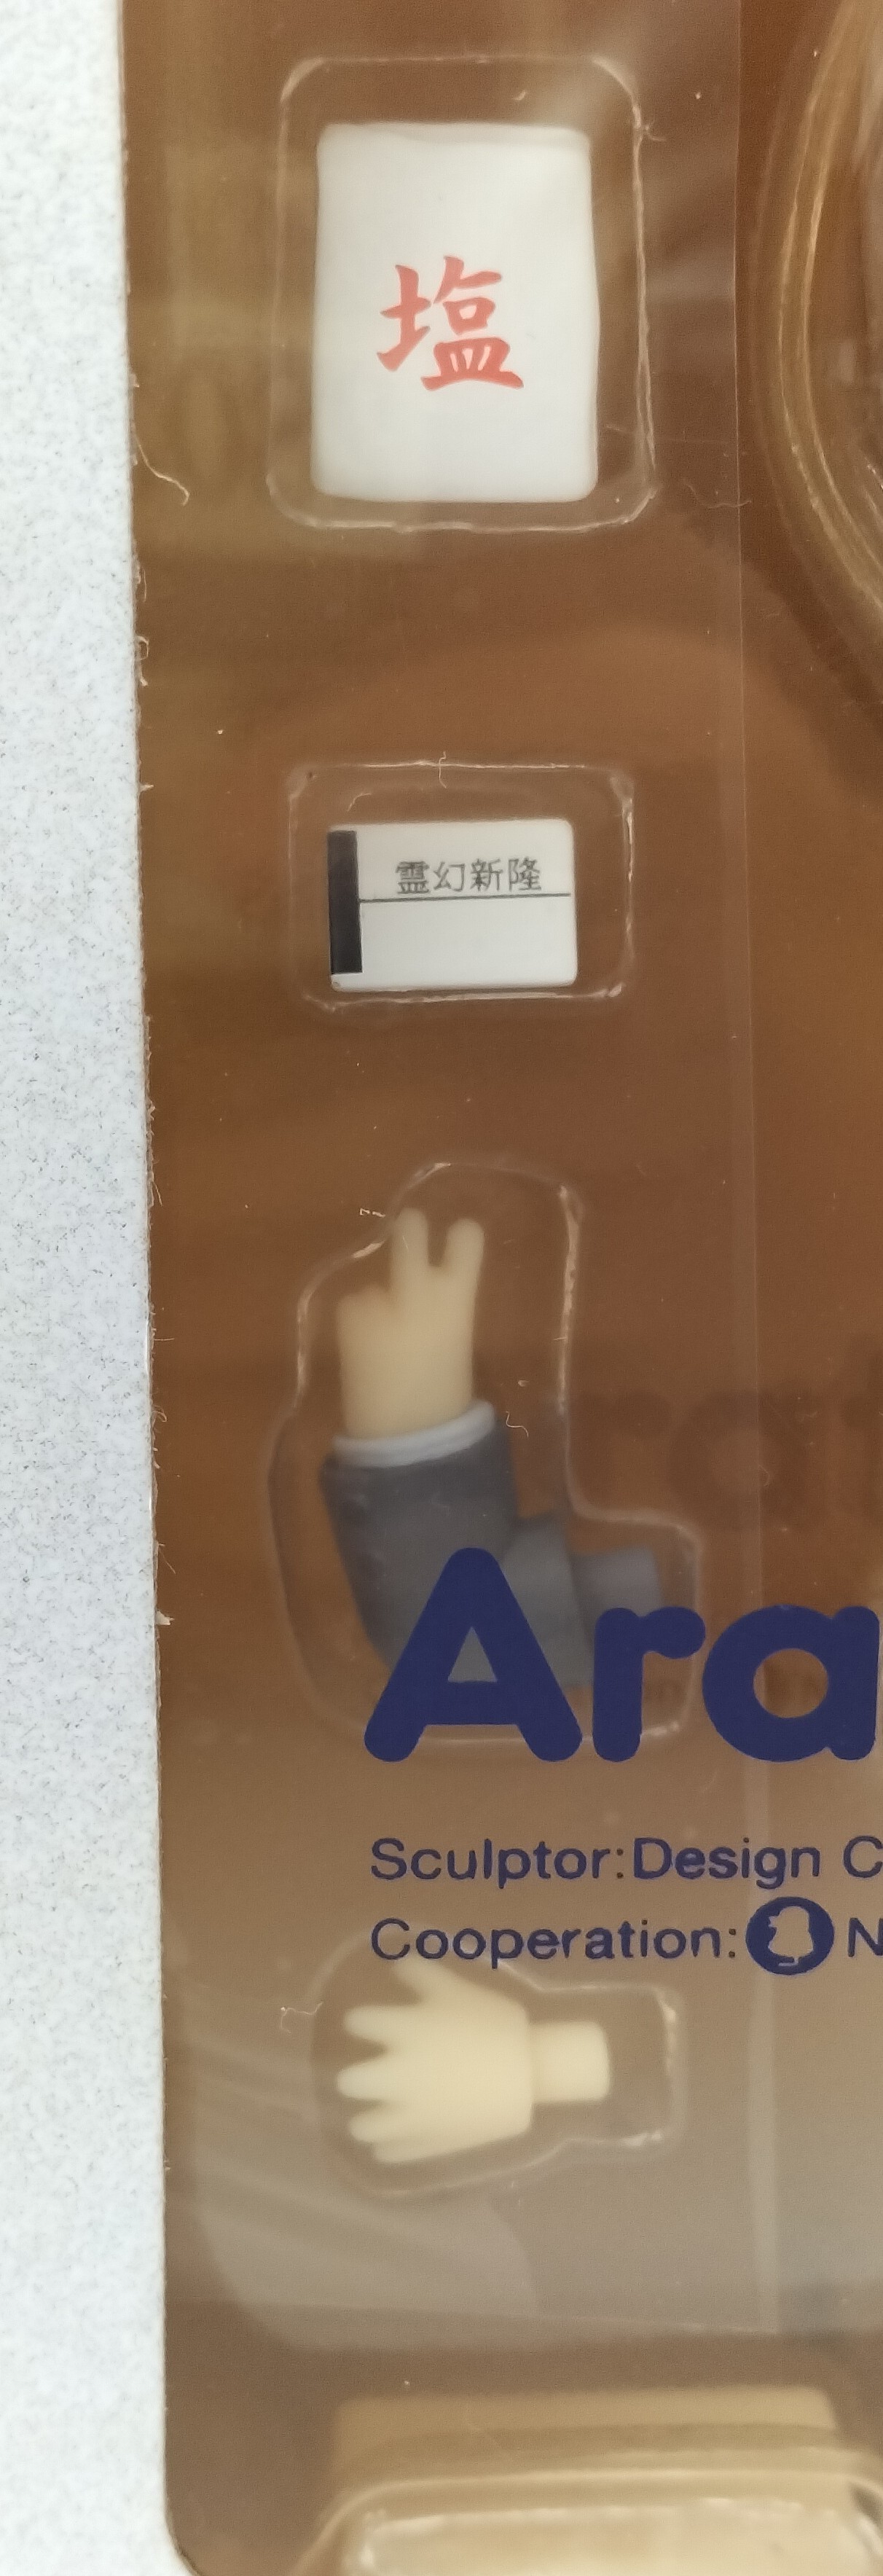 塩
霊幻新隆
Ara
Sculptor:Design C
Cooperation: N